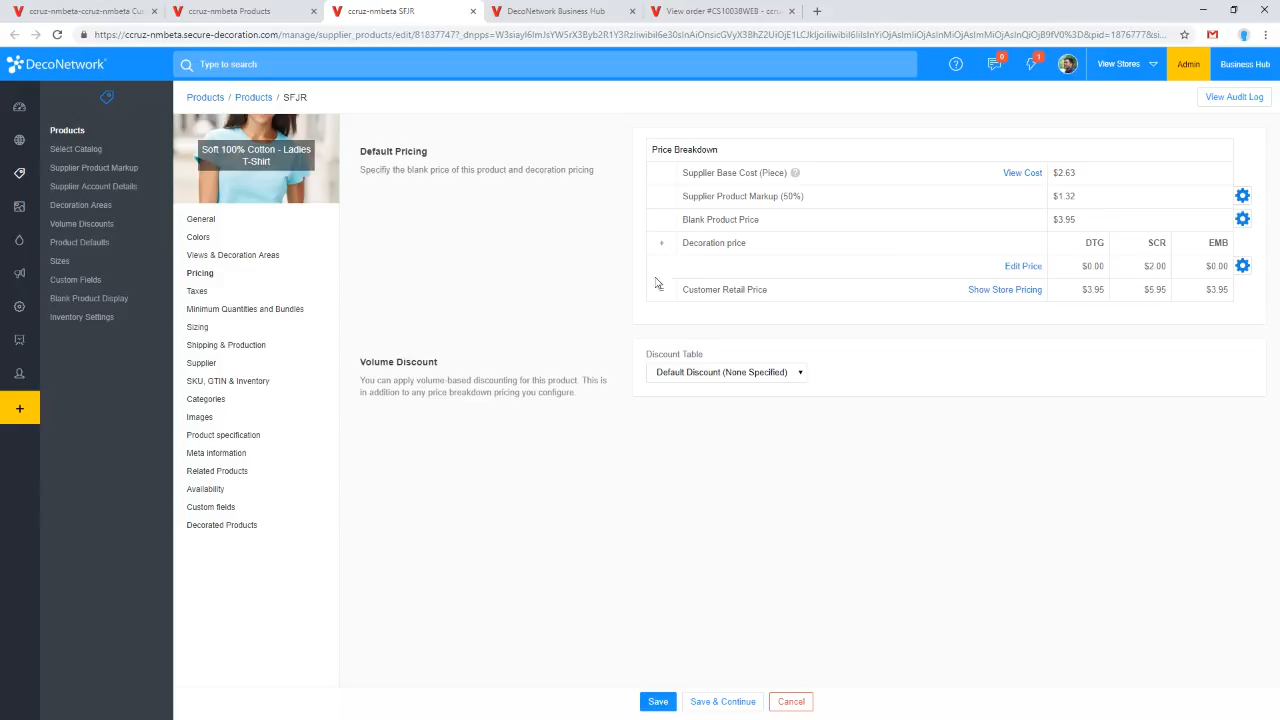 ccruz-nmbeta-ccruz-nmbeta Cus
ccruz-nmbeta Products
ccruz-nmbeta SFJR
DecoNetwork Business Hub
View order #CS10038WEB - ccruz-
DecoNetwork
Type to search
0
1
View Stores
Admin
Business Hub
Products / Products / SFJR
View Audit Log
Products
Select Catalog
Supplier Product Markup
Supplier Account Details
Decoration Areas
Volume Discounts
Product Defaults
Sizes
Custom Fields
Blank Product Display
Inventory Settings
Soft 100% Cotton - Ladies
T-Shirt
General
Colors
Views & Decoration Areas
Pricing
Taxes
Minimum Quantities and Bundles
Sizing
Shipping & Production
Supplier
SKU, GTIN & Inventory
Categories
Images
Product specification
Meta information
Related Products
Availability
Custom fields
Decorated Products
Default Pricing
Specifiy the blank price of this product and decoration pricing
Price Breakdown
Supplier Base Cost (Piece) ? View Cost $2.63
Supplier Product Markup (50%) $1.32
Blank Product Price $3.95
+ Decoration price DTG SCR EMB
Edit Price $0.00 $2.00 $0.00
= Customer Retail Price Show Store Pricing $3.95 $5.95 $3.95
Volume Discount
You can apply volume-based discounting for this product. This is
in addition to any price breakdown pricing you configure.
Discount Table
Default Discount (None Specified)
Save
Save & Continue
Cancel